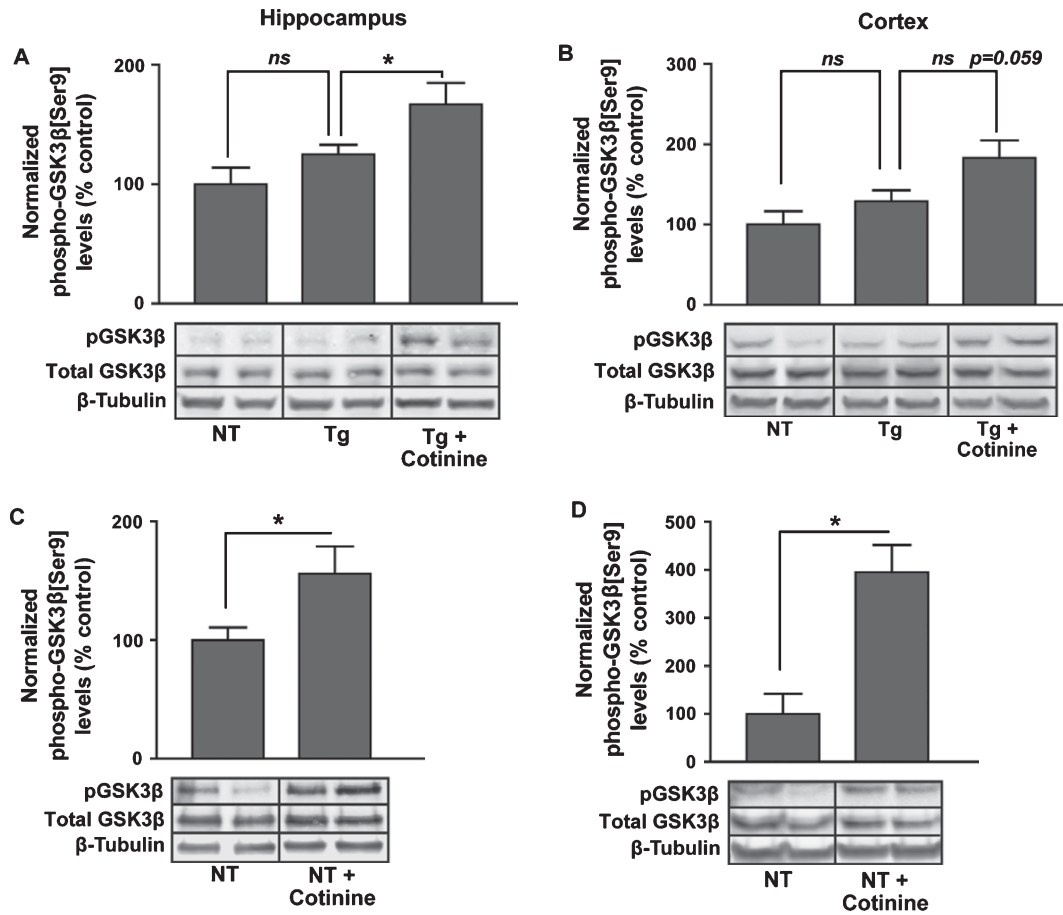 Hippocampus
Cortex
A
Normalized
phospho-GSK3β[Ser9]
levels (% control)
200
100
0
ns
*
pGSK3β
Total GSK3β
β-Tubulin
NT
Tg
Tg +
Cotinine
B
Normalized
phospho-GSK3β[Ser9]
levels (% control)
300
200
100
0
ns
ns p=0.059
pGSK3β
Total GSK3β
β-Tubulin
NT
Tg
Tg +
Cotinine
C
Normalized
phospho-GSK3β[Ser9]
levels (% control)
200
100
0
*
pGSK3β
Total GSK3β
β-Tubulin
NT
NT +
Cotinine
D
Normalized
phospho-GSK3β[Ser9]
levels (% control)
500
400
300
200
100
0
*
pGSK3β
Total GSK3β
β-Tubulin
NT
NT +
Cotinine